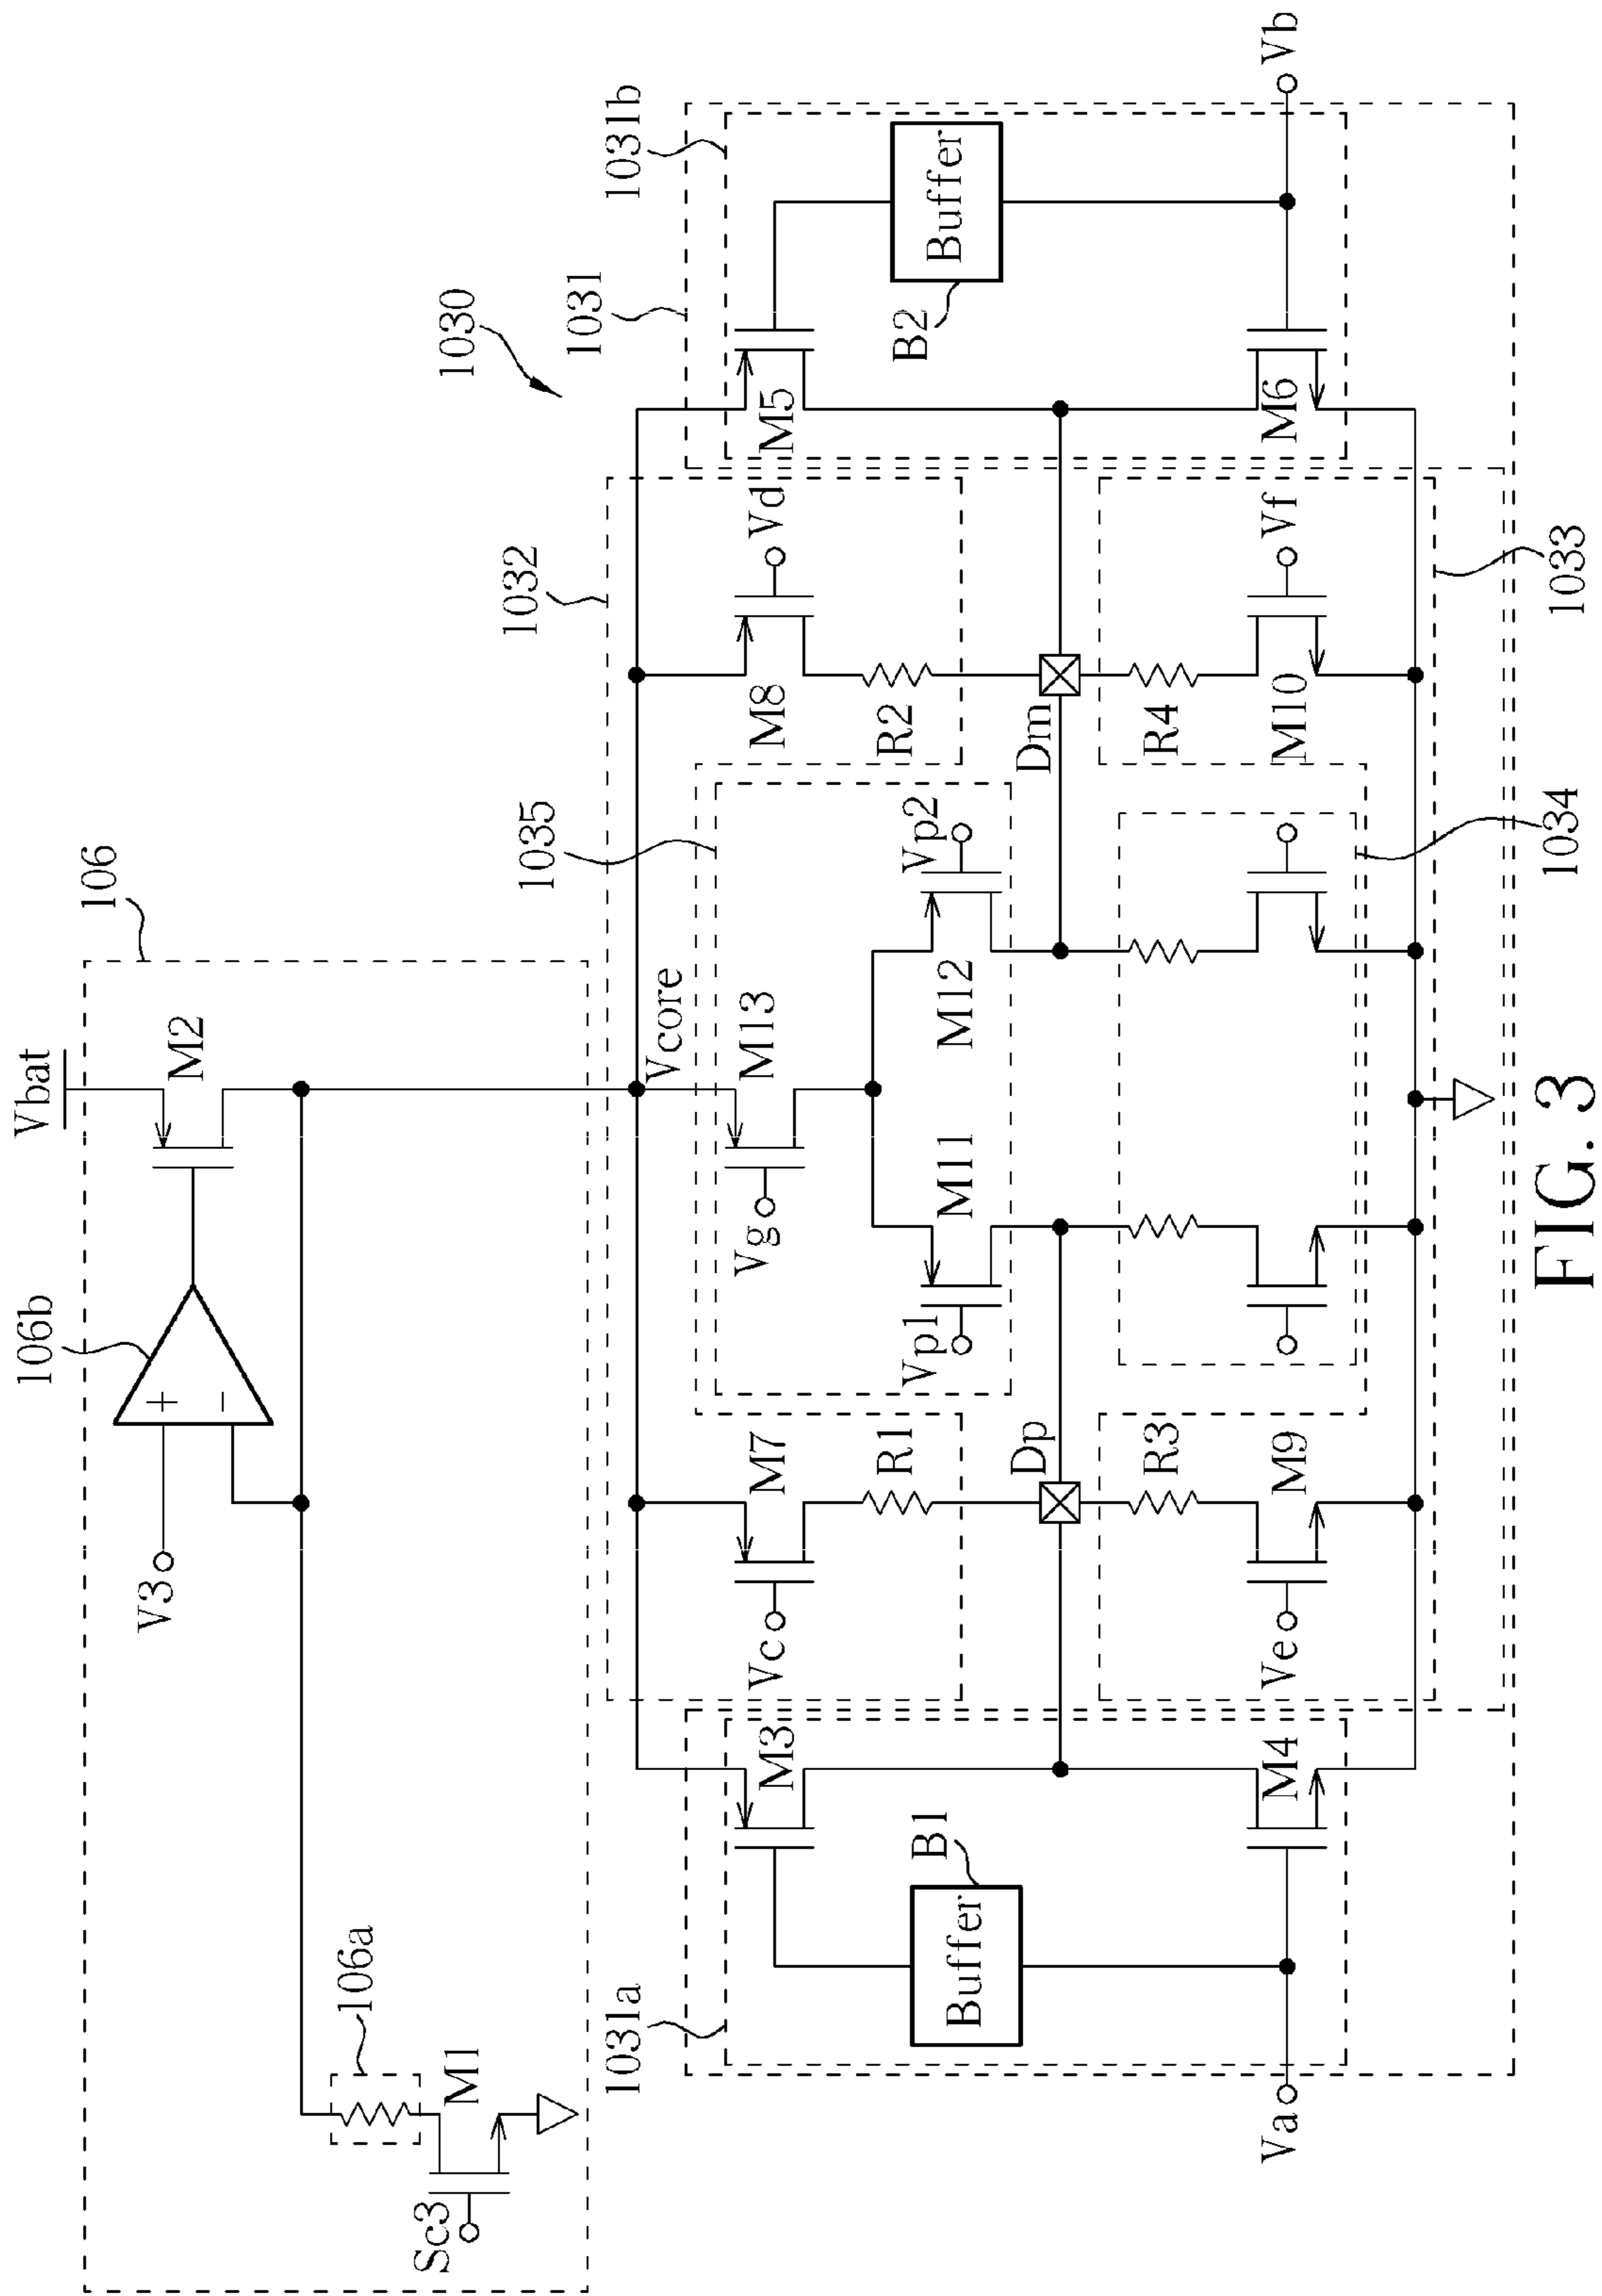 Vbat
106
106b
M2
V3
+
-
106a
M1
Sc3
Vcore
1030
1031
1031a
1031b
1032
1035
M3
M7
Vc
R1
Vg
M13
Vp1
M11
M12
Vp2
M8
Vd
R2
M5
Buffer
B1
Buffer
B2
Dp
Dm
Va
M4
Ve
M9
R3
R4
M10
Vf
M6
Vb
1034
1033
FIG. 3